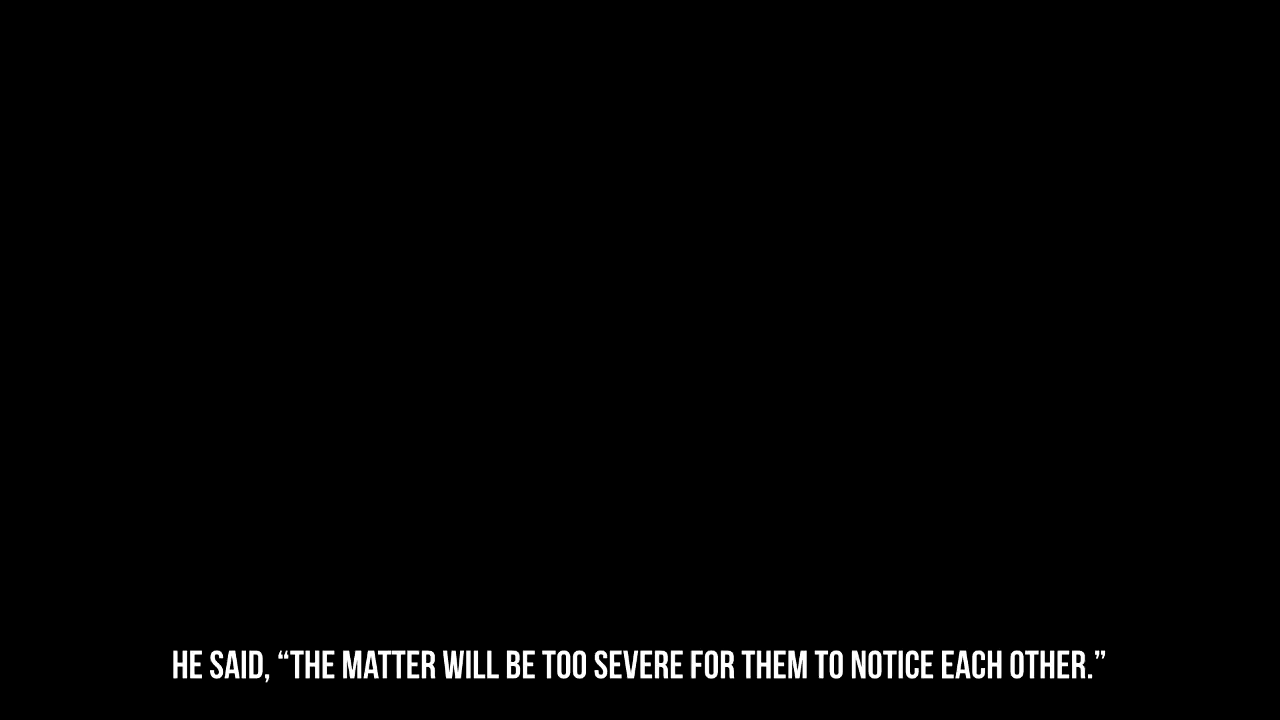 HE SAID, “THE MATTER WILL BE TOO SEVERE FOR THEM TO NOTICE EACH OTHER.”